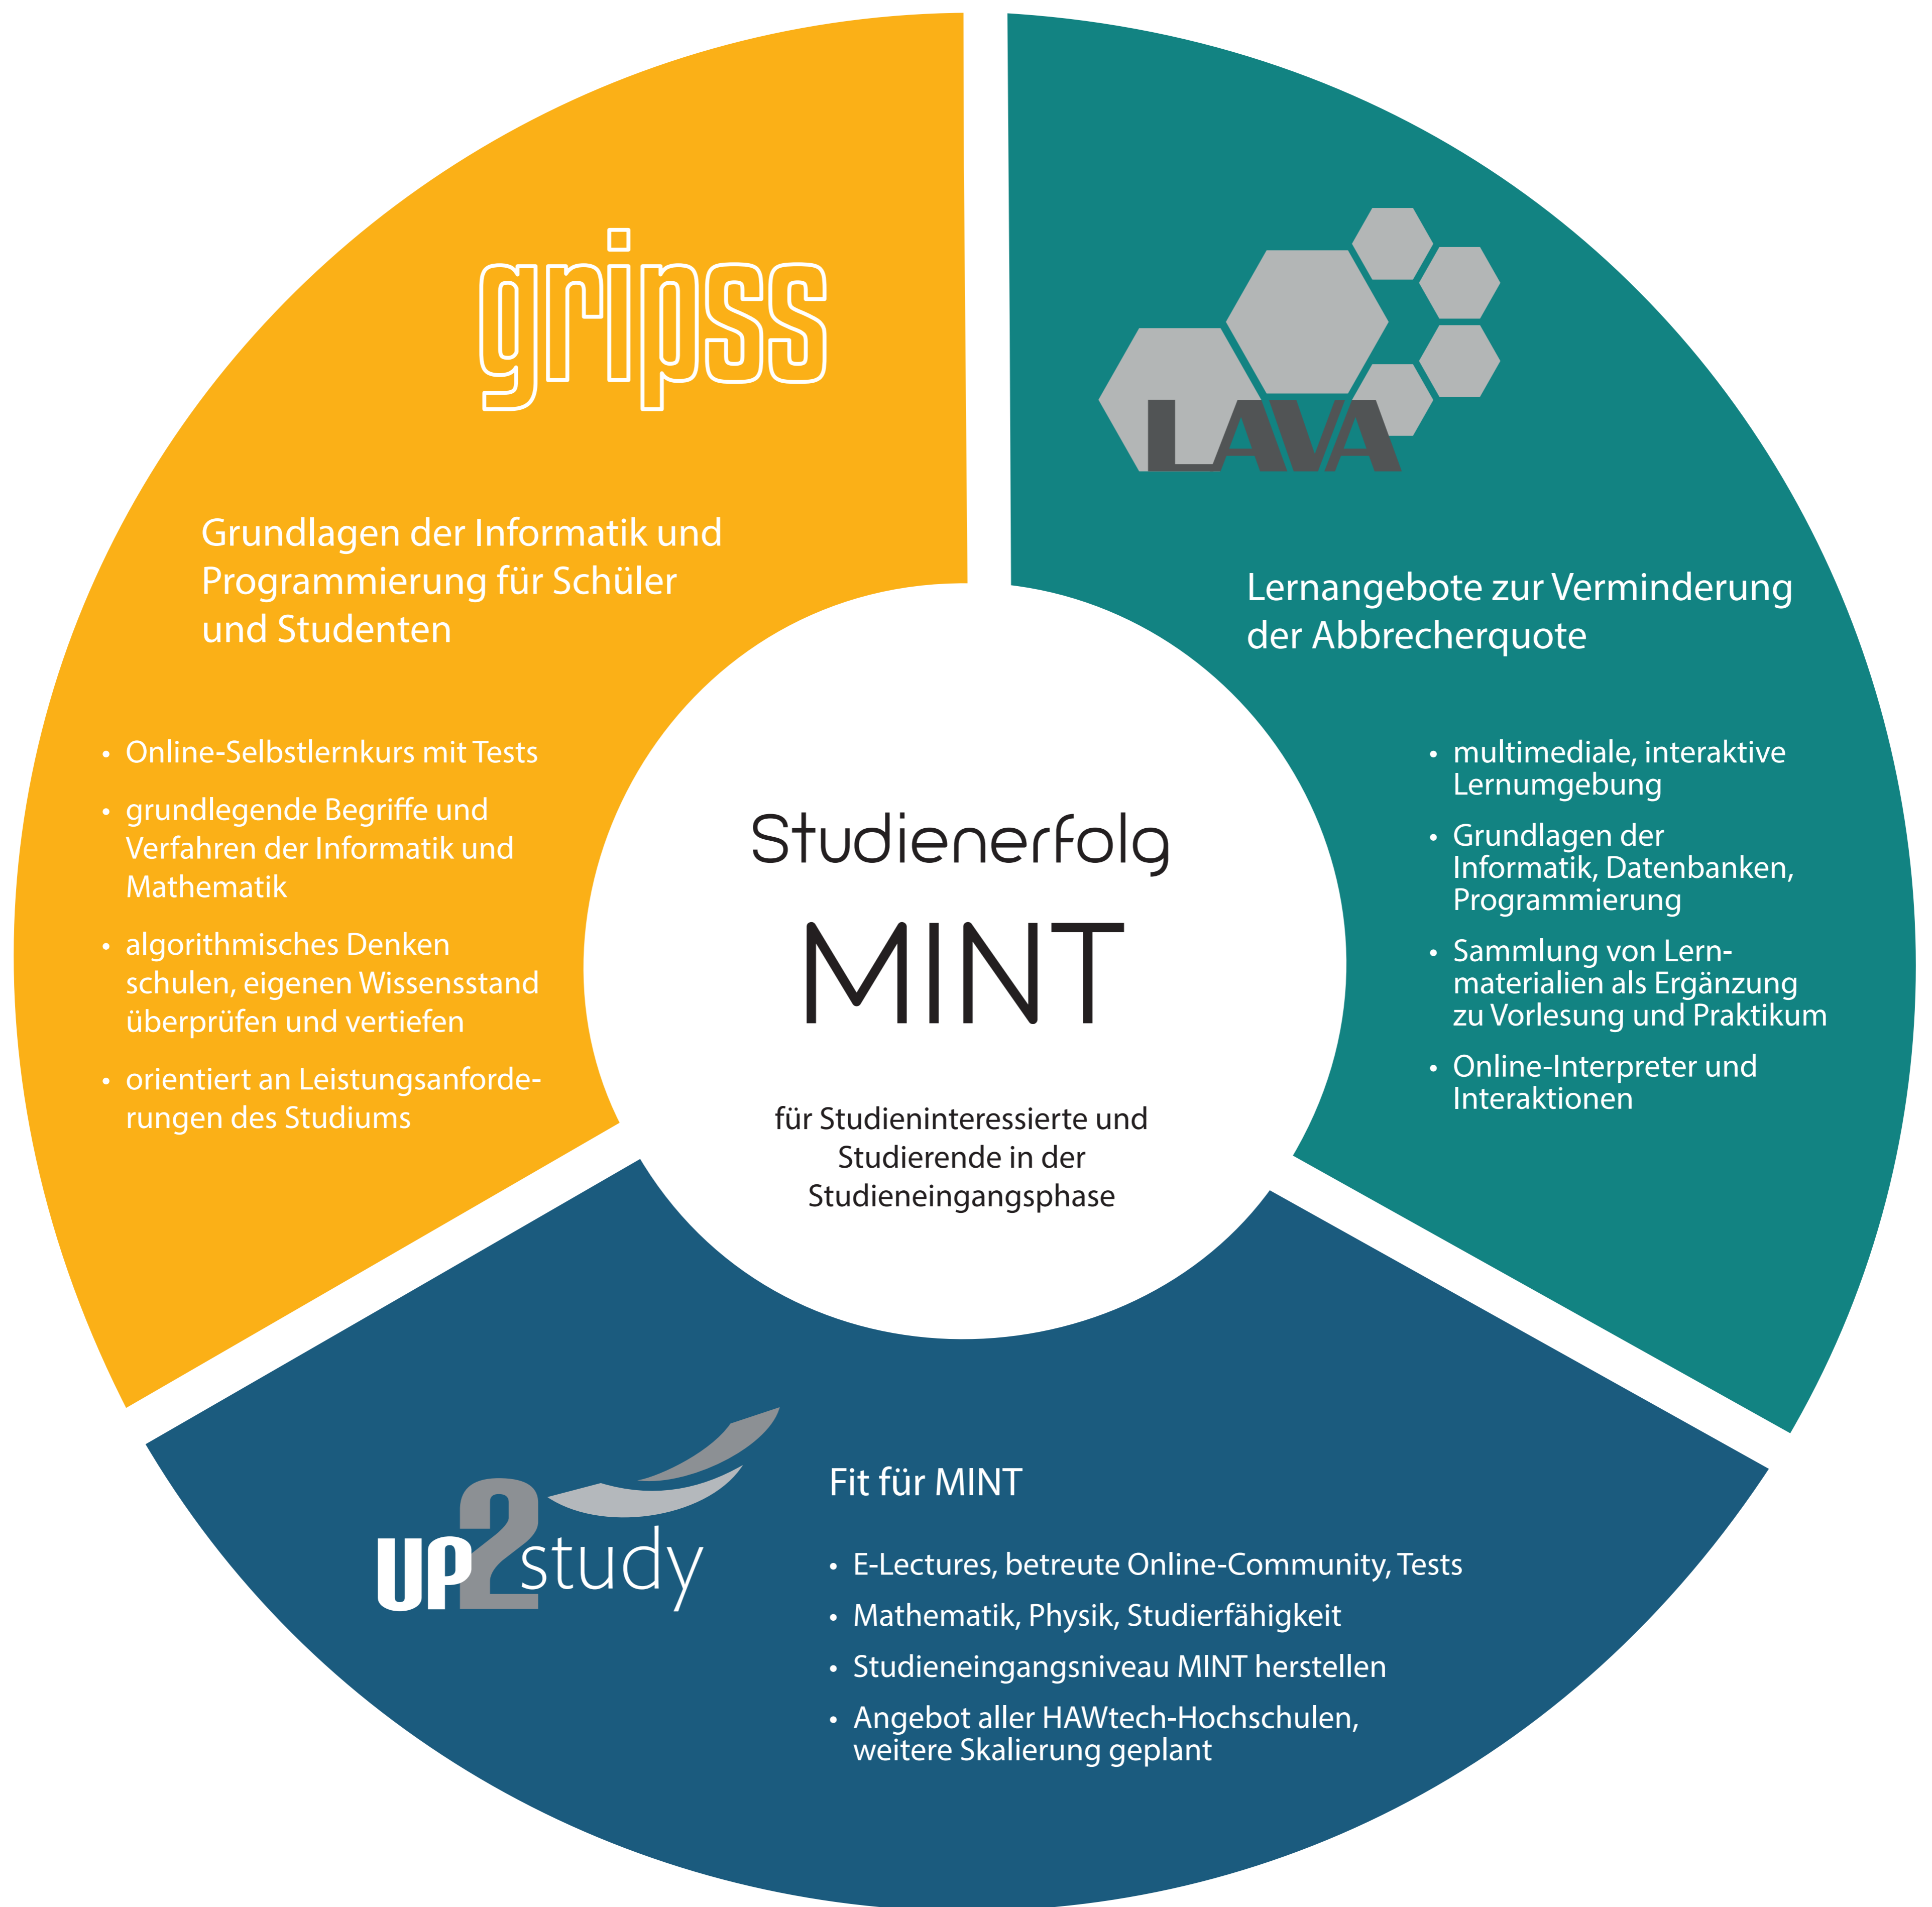 gripss
Grundlagen der Informatik und
Programmierung für Schüler
und Studenten
• Online-Selbstlernkurs mit Tests
• grundlegende Begriffe und
Verfahren der Informatik und
Mathematik
• algorithmisches Denken
schulen, eigenen Wissensstand
überprüfen und vertiefen
• orientiert an Leistungsanforde-
rungen des Studiums
LAVA
Lernangebote zur Verminderung
der Abbrecherquote
• multimediale, interaktive
Lernumgebung
• Grundlagen der
Informatik, Datenbanken,
Programmierung
• Sammlung von Lern-
materialien als Ergänzung
zu Vorlesung und Praktikum
• Online-Interpreter und
Interaktionen
Studienerfolg
MINT
für Studieninteressierte und
Studierende in der
Studieneingangsphase
UP2study
Fit für MINT
• E-Lectures, betreute Online-Community, Tests
• Mathematik, Physik, Studierfähigkeit
• Studieneingangsniveau MINT herstellen
• Angebot aller HAWtech-Hochschulen,
weitere Skalierung geplant